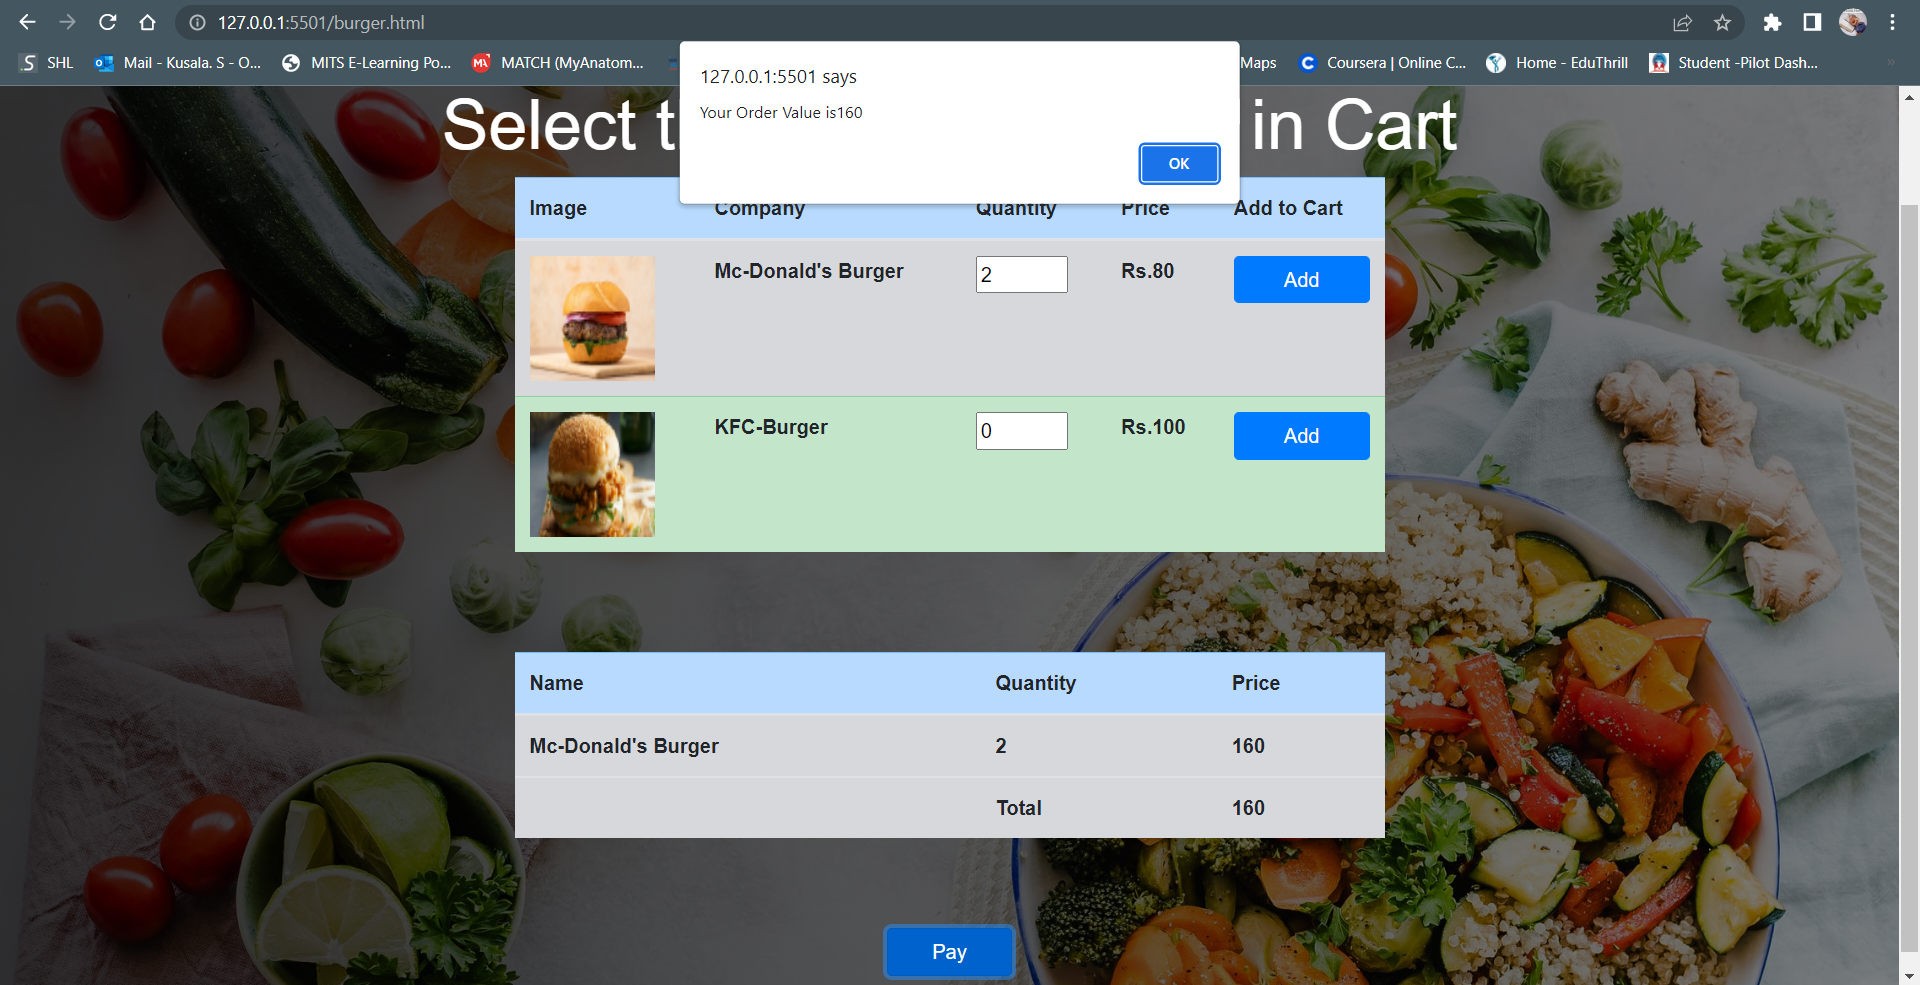 127.0.0.1:5501/burger.html
SHL Mail - Kusala. S - O... MITS E-Learning Po... MATCH (MyAnatom... Maps Coursera | Online C... Home - EduThrill Student -Pilot Dash...
127.0.0.1:5501 says
Your Order Value is160
OK
Select t in Cart
Image Company Quantity Price Add to Cart
Mc-Donald's Burger 2 Rs.80 Add
KFC-Burger 0 Rs.100 Add
Name Quantity Price
Mc-Donald's Burger 2 160
Total 160
Pay